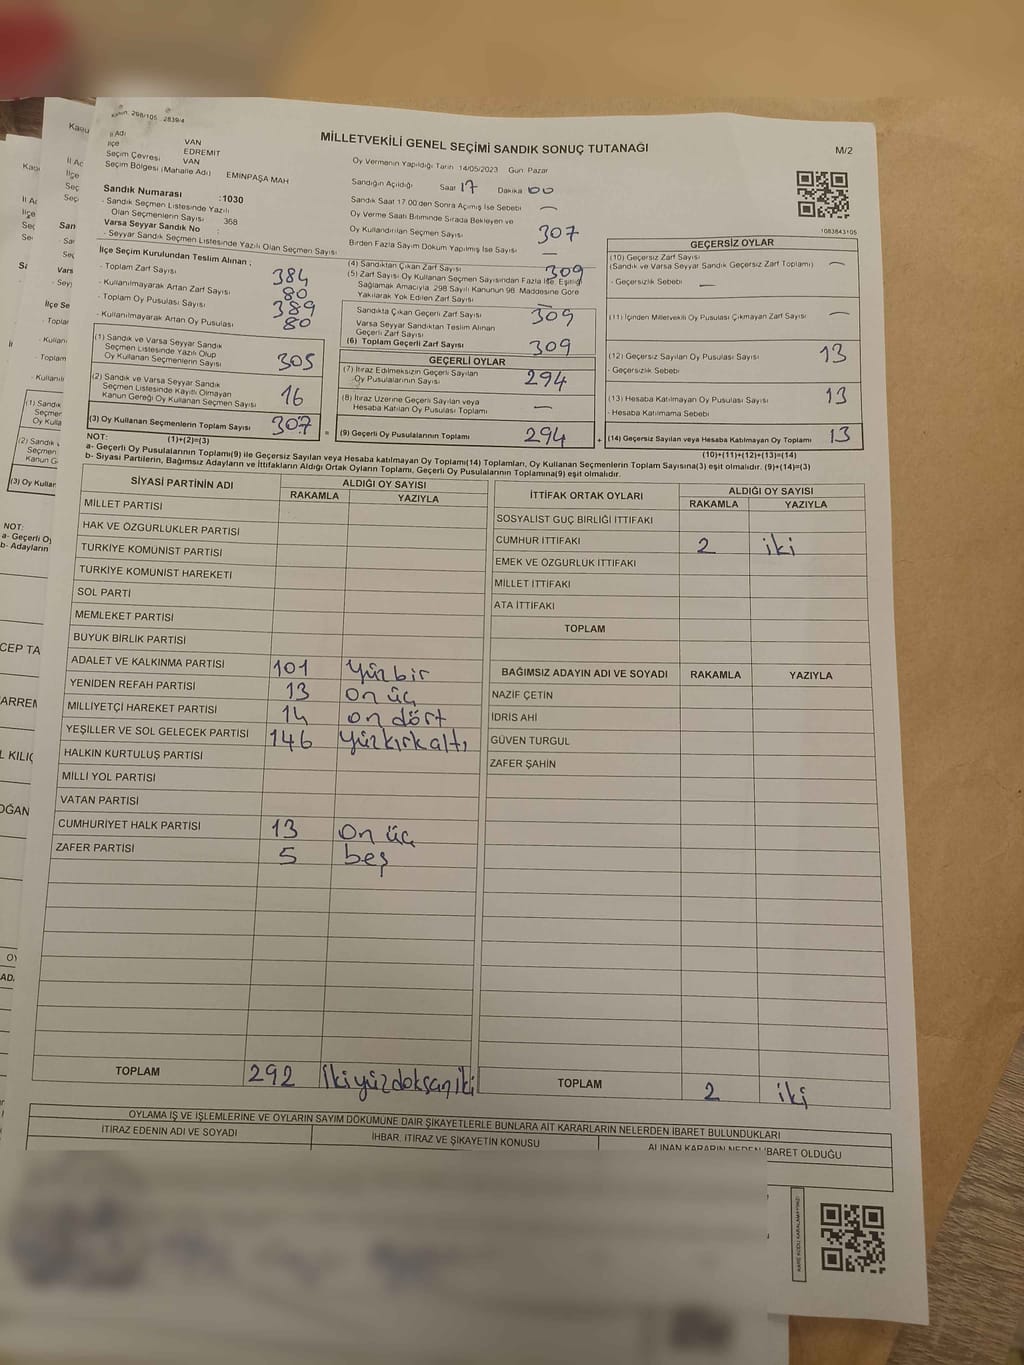 Kanun: 298/105 2839/4
MİLLETVEKİLİ GENEL SEÇİMİ SANDIK SONUÇ TUTANAĞI
M/2
İl Adı VAN
İlçe EDREMİT
Seçim Çevresi VAN
Seçim Bölgesi (Mahalle Adı) EMİNPAŞA MAH
Sandık Numarası :1030
- Sandık Seçmen Listesinde Yazılı
Olan Seçmenlerin Sayısı : 368
Varsa Seyyar Sandık No :
- Seyyar Sandık Seçmen Listesinde Yazılı Olan Seçmen Sayısı
Oy Vermenin Yapıldığı Tarih 14/05/2023 Gün Pazar
Sandığın Açıldığı Saat 17 Dakika 00
Sandık Saat 17.00'den Sonra Açılmış İse Sebebi —
Oy Verme Saati Bitiminde Sırada Bekleyen ve
Oy Kullandırılan Seçmen Sayısı 307
Birden Fazla Sayım Döküm Yapılmış İse Sayısı —
1083843105
İlçe Seçim Kurulundan Teslim Alınan ;
- Toplam Zarf Sayısı 384
- Kullanılmayarak Artan Zarf Sayısı 80
- Toplam Oy Pusulası Sayısı 389
- Kullanılmayarak Artan Oy Pusulası 80
(1) Sandık ve Varsa Seyyar Sandık
Seçmen Listesinde Yazılı Olup
Oy Kullanan Seçmenlerin Sayısı 305
(2) Sandık ve Varsa Seyyar Sandık
Seçmen Listesinde Kayıtlı Olmayan
Kanun Gereği Oy Kullanan Seçmen Sayısı 16
(3) Oy Kullanan Seçmenlerin Toplam Sayısı 307
(1)+(2)=(3)
(4) Sandıktan Çıkan Zarf Sayısı 309
(5) Zarf Sayısı Oy Kullanan Seçmen Sayısından Fazla İse, Eşitliği
Sağlamak Amacıyla, 298 Sayılı Kanunun 98. Maddesine Göre
Yakılarak Yok Edilen Zarf Sayısı —
Sandıkta Çıkan Geçerli Zarf Sayısı 309
Varsa Seyyar Sandıktan Teslim Alınan
Geçerli Zarf Sayısı
(6) Toplam Geçerli Zarf Sayısı 309
GEÇERLİ OYLAR
(7) İtiraz Edilmeksizin Geçerli Sayılan
Oy Pusulalarının Sayısı 294
(8) İtiraz Üzerine Geçerli Sayılan veya
Hesaba Katılan Oy Pusulası Toplamı —
= (9) Geçerli Oy Pusulalarının Toplamı 294
GEÇERSİZ OYLAR
(10) Geçersiz Zarf Sayısı
(Sandık ve Varsa Seyyar Sandık Geçersiz Zarf Toplamı) —
- Geçersizlik Sebebi —
(11) İçinden Milletvekili Oy Pusulası Çıkmayan Zarf Sayısı —
(12) Geçersiz Sayılan Oy Pusulası Sayısı 13
- Geçersizlik Sebebi
(13) Hesaba Katılmayan Oy Pusulası Sayısı 13
- Hesaba Katılmama Sebebi
+ (14) Geçersiz Sayılan veya Hesaba Katılmayan Oy Toplamı 13
(10)+(11)+(12)+(13)=(14)
NOT:
a- Geçerli Oy Pusulalarının Toplamı(9) ile Geçersiz Sayılan veya Hesaba Katılmayan Oy Toplamı(14) Toplamları, Oy Kullanan Seçmenlerin Toplam Sayısına(3) eşit olmalıdır. (9)+(14)=(3)
b- Siyasi Partilerin, Bağımsız Adayların ve İttifakların Aldığı Ortak Oyların Toplamı, Geçerli Oy Pusulalarının Toplamına(9) eşit olmalıdır.
SİYASİ PARTİNİN ADI ALDIĞI OY SAYISI
RAKAMLA YAZIYLA
MİLLET PARTİSİ
HAK VE ÖZGÜRLÜKLER PARTİSİ
TÜRKİYE KOMÜNİST PARTİSİ
TÜRKİYE KOMÜNİST HAREKETİ
SOL PARTİ
MEMLEKET PARTİSİ
BÜYÜK BİRLİK PARTİSİ
ADALET VE KALKINMA PARTİSİ 101 Yüz bir
YENİDEN REFAH PARTİSİ 13 On üç
MİLLİYETÇİ HAREKET PARTİSİ 14 on dört
YEŞİLLER VE SOL GELECEK PARTİSİ 146 yüzkırkaltı
HALKIN KURTULUŞ PARTİSİ
MİLLİ YOL PARTİSİ
VATAN PARTİSİ
CUMHURİYET HALK PARTİSİ 13 On üç
ZAFER PARTİSİ 5 beş
TOPLAM 292 İkiyüzdoksaniki
İTTİFAK ORTAK OYLARI ALDIĞI OY SAYISI
RAKAMLA YAZIYLA
SOSYALİST GÜÇ BİRLİĞİ İTTİFAKI
CUMHUR İTTİFAKI 2 iki
EMEK VE ÖZGÜRLÜK İTTİFAKI
MİLLET İTTİFAKI
ATA İTTİFAKI
TOPLAM
BAĞIMSIZ ADAYIN ADI VE SOYADI RAKAMLA YAZIYLA
NAZİF ÇETİN
İDRİS AHİ
GÜVEN TURGUL
ZAFER ŞAHİN
TOPLAM 2 iki
OYLAMA İŞ VE İŞLEMLERİNE VE OYLARIN SAYIM DÖKÜMÜNE DAİR ŞİKAYETLERLE BUNLARA AİT KARARLARIN NELERDEN İBARET BULUNDUKLARI
İTİRAZ EDENİN ADI VE SOYADI İHBAR, İTİRAZ VE ŞİKAYETİN KONUSU ALINAN KARARIN NEDEN İBARET OLDUĞU
KARE KODU KARALAMAYINIZ!